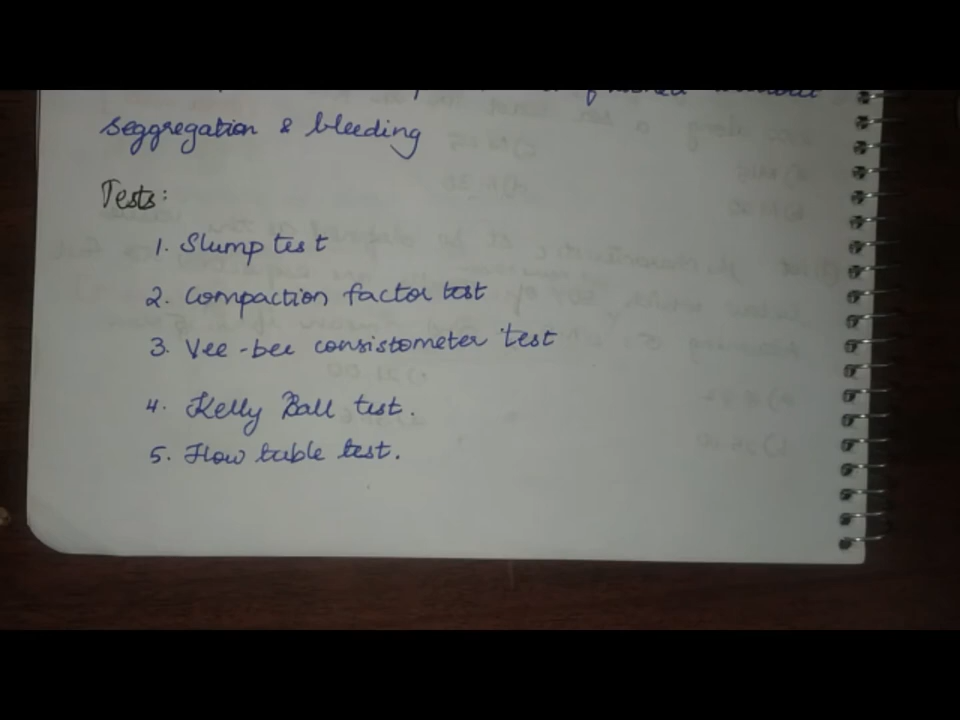 seggregation & bleeding
Tests:
1. Slump test
2. Compaction factor test
3. Vee-bee consistometer test
4. Kelly Ball test.
5. Flow table test.